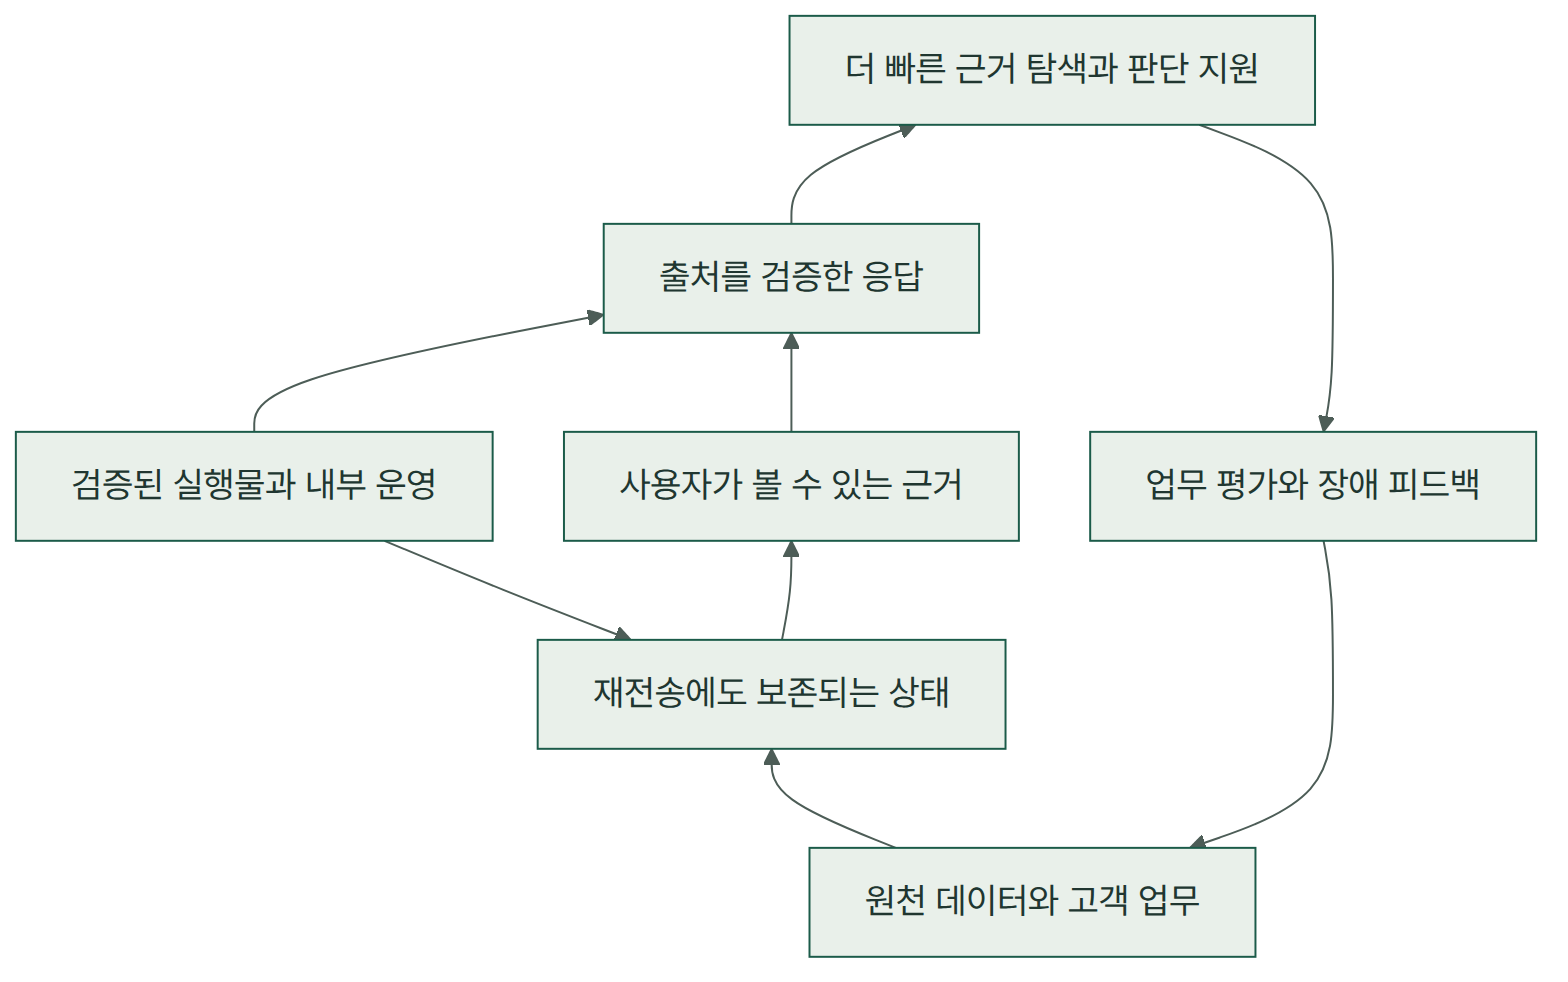 더 빠른 근거 탐색과 판단 지원
출처를 검증한 응답
검증된 실행물과 내부 운영
사용자가 볼 수 있는 근거
업무 평가와 장애 피드백
재전송에도 보존되는 상태
원천 데이터와 고객 업무